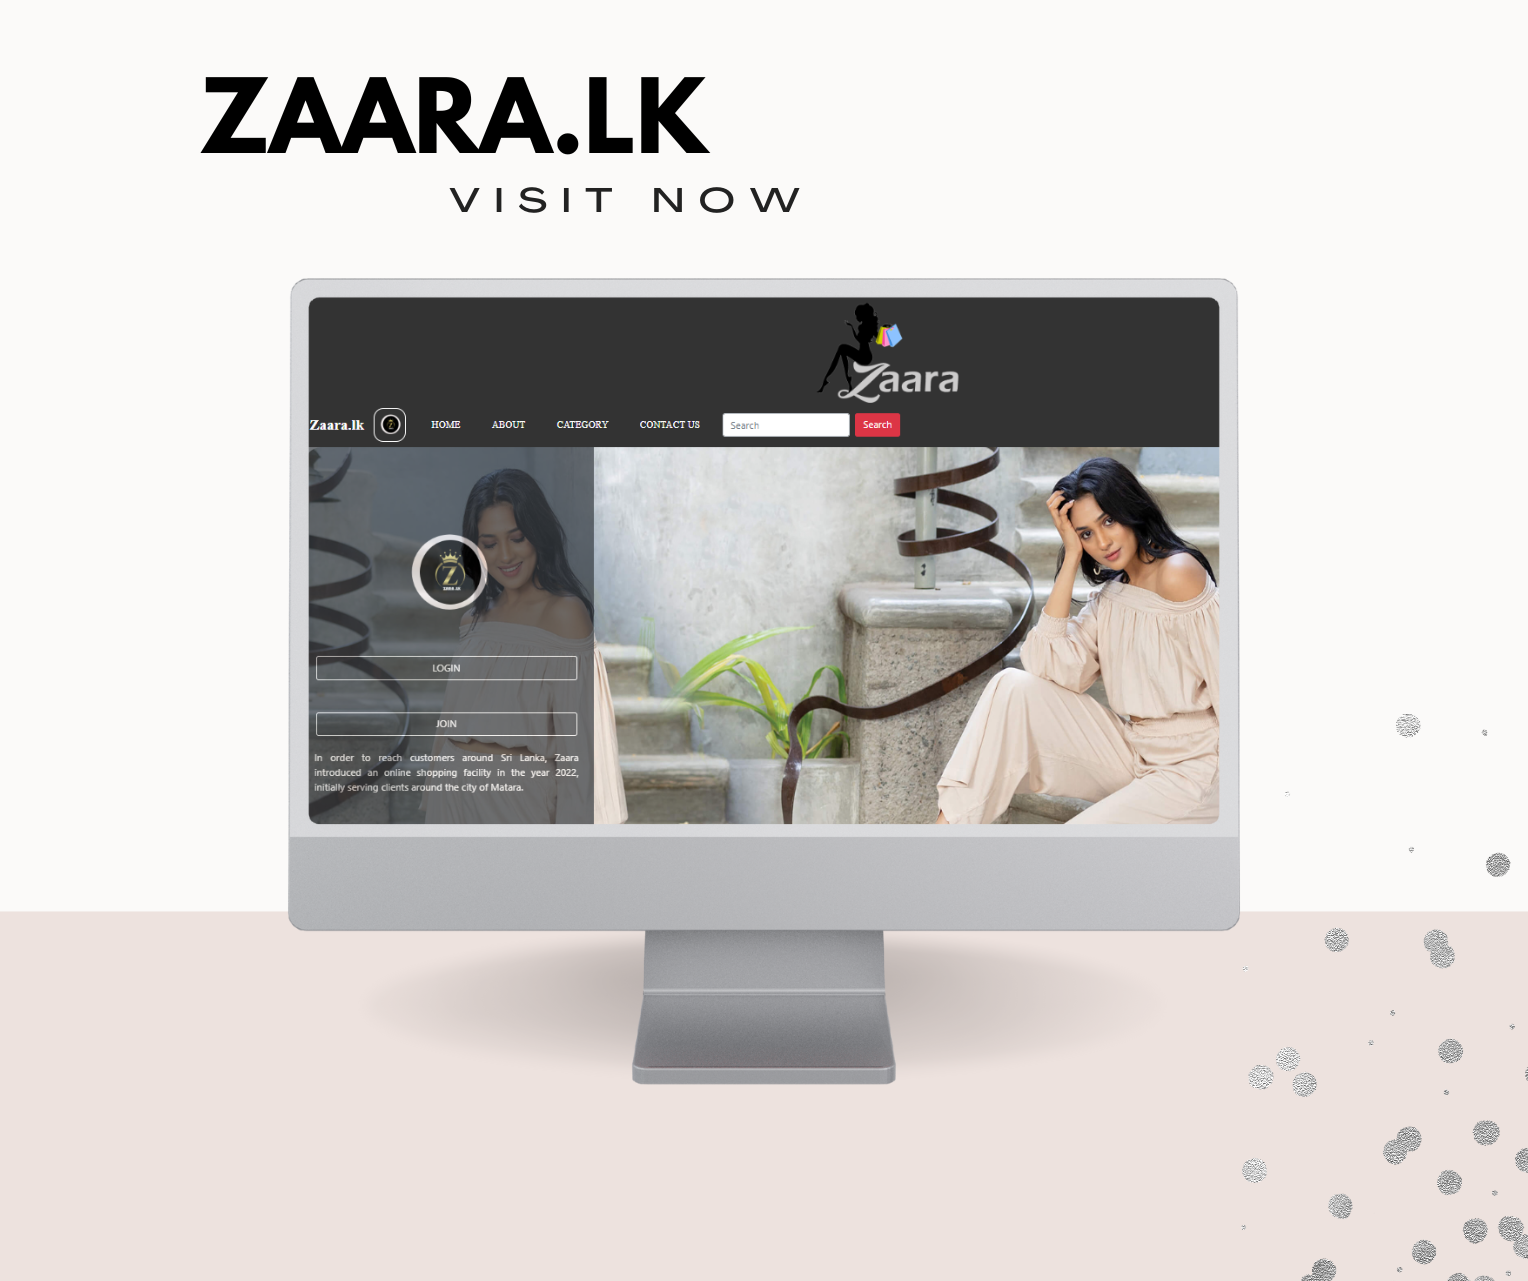 ZAARA.LK
VISIT NOW
Zaara
Zaara.lk
Z
HOME
ABOUT
CATEGORY
CONTACT US
Search
Search
Z
LOGIN
JOIN
In order to reach customers around Sri Lanka, Zaara
introduced an online shopping facility in the year 2022,
initially serving clients around the city of Matara.